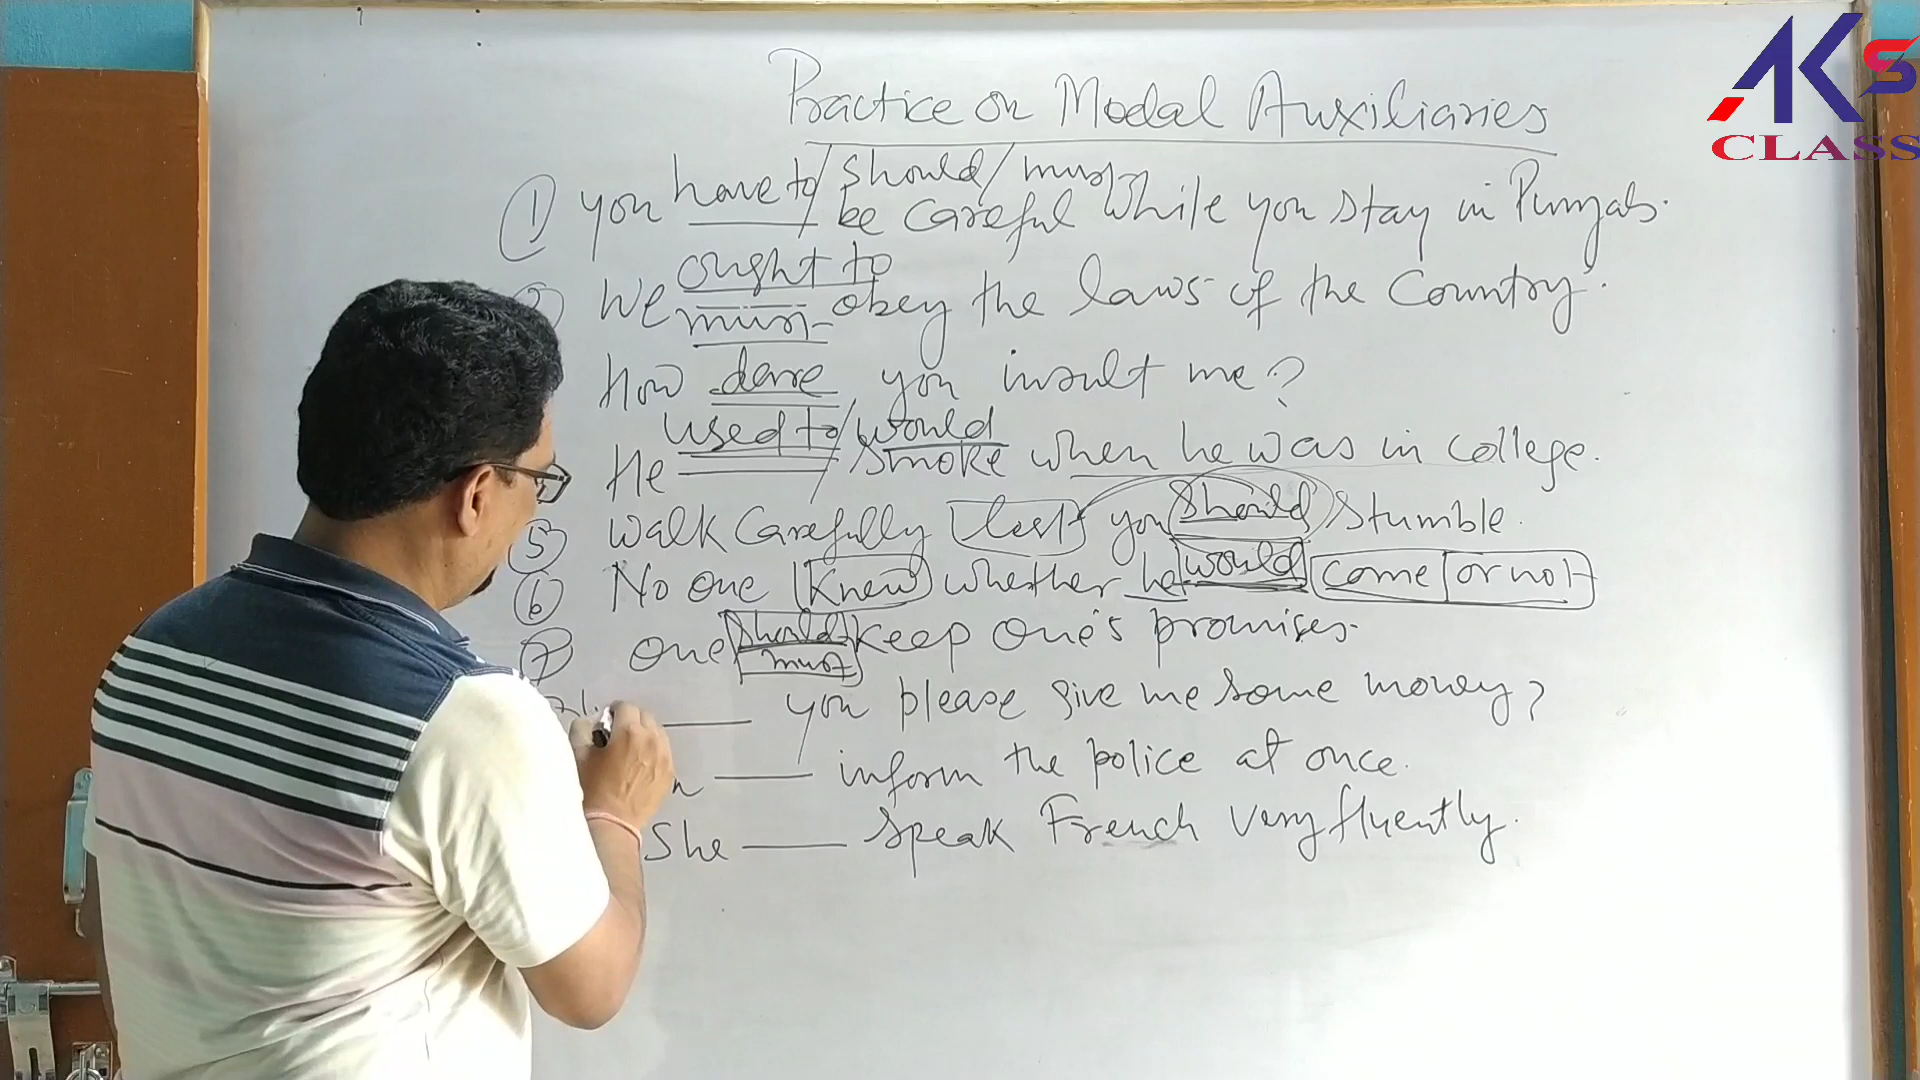 AKS
CLASS
Practice on Modal Auxiliaries
① you have to/should/must be careful while you stay in Punjab.
We ought to must obey the laws of the Country.
How dare you insult me?
He used to/would smoke when he was in college.
⑤ Walk Carefully lest you should stumble.
⑥ No one knew whether he would come or not
⑦ One should must keep one's promises.
____ you please give me some money?
____ inform the police at once.
She ____ speak French very fluently.